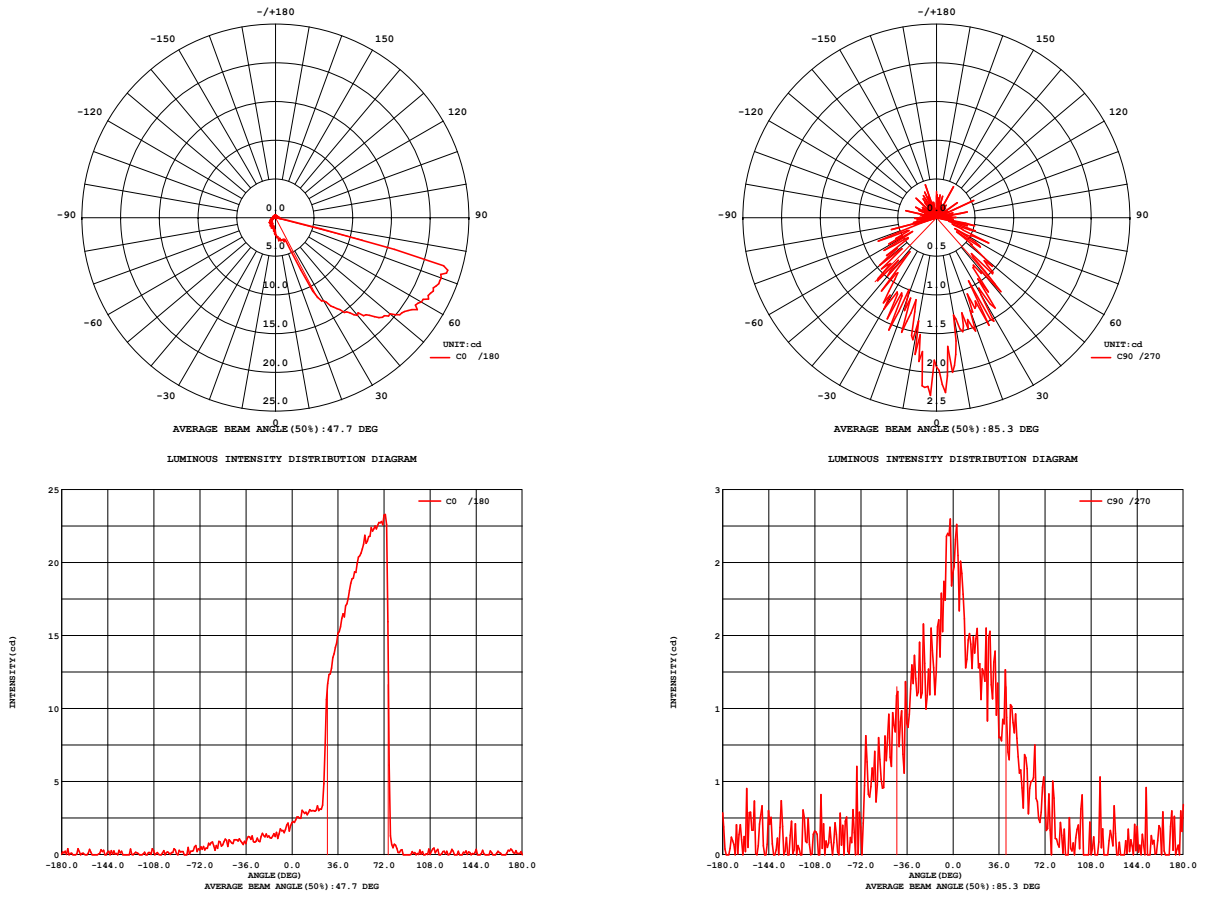 -/+180
-150
150
-120
120
-90
90
-60
60
-30
30
0
0.0
5.0
10.0
15.0
20.0
25.0
UNIT:cd
C0 /180
AVERAGE BEAM ANGLE(50%):47.7 DEG
-/+180
-150
150
-120
120
-90
90
-60
60
-30
30
0
0.0
0.5
1.0
1.5
2.0
2.5
UNIT:cd
C90 /270
AVERAGE BEAM ANGLE(50%):85.3 DEG
LUMINOUS INTENSITY DISTRIBUTION DIAGRAM
C0 /180
INTENSITY(cd)
25
20
15
10
5
0
-180.0 -144.0 -108.0 -72.0 -36.0 0.0 36.0 72.0 108.0 144.0 180.0
ANGLE(DEG)
AVERAGE BEAM ANGLE(50%):47.7 DEG
LUMINOUS INTENSITY DISTRIBUTION DIAGRAM
C90 /270
INTENSITY(cd)
3
2
2
1
1
0
-180.0 -144.0 -108.0 -72.0 -36.0 0.0 36.0 72.0 108.0 144.0 180.0
ANGLE(DEG)
AVERAGE BEAM ANGLE(50%):85.3 DEG